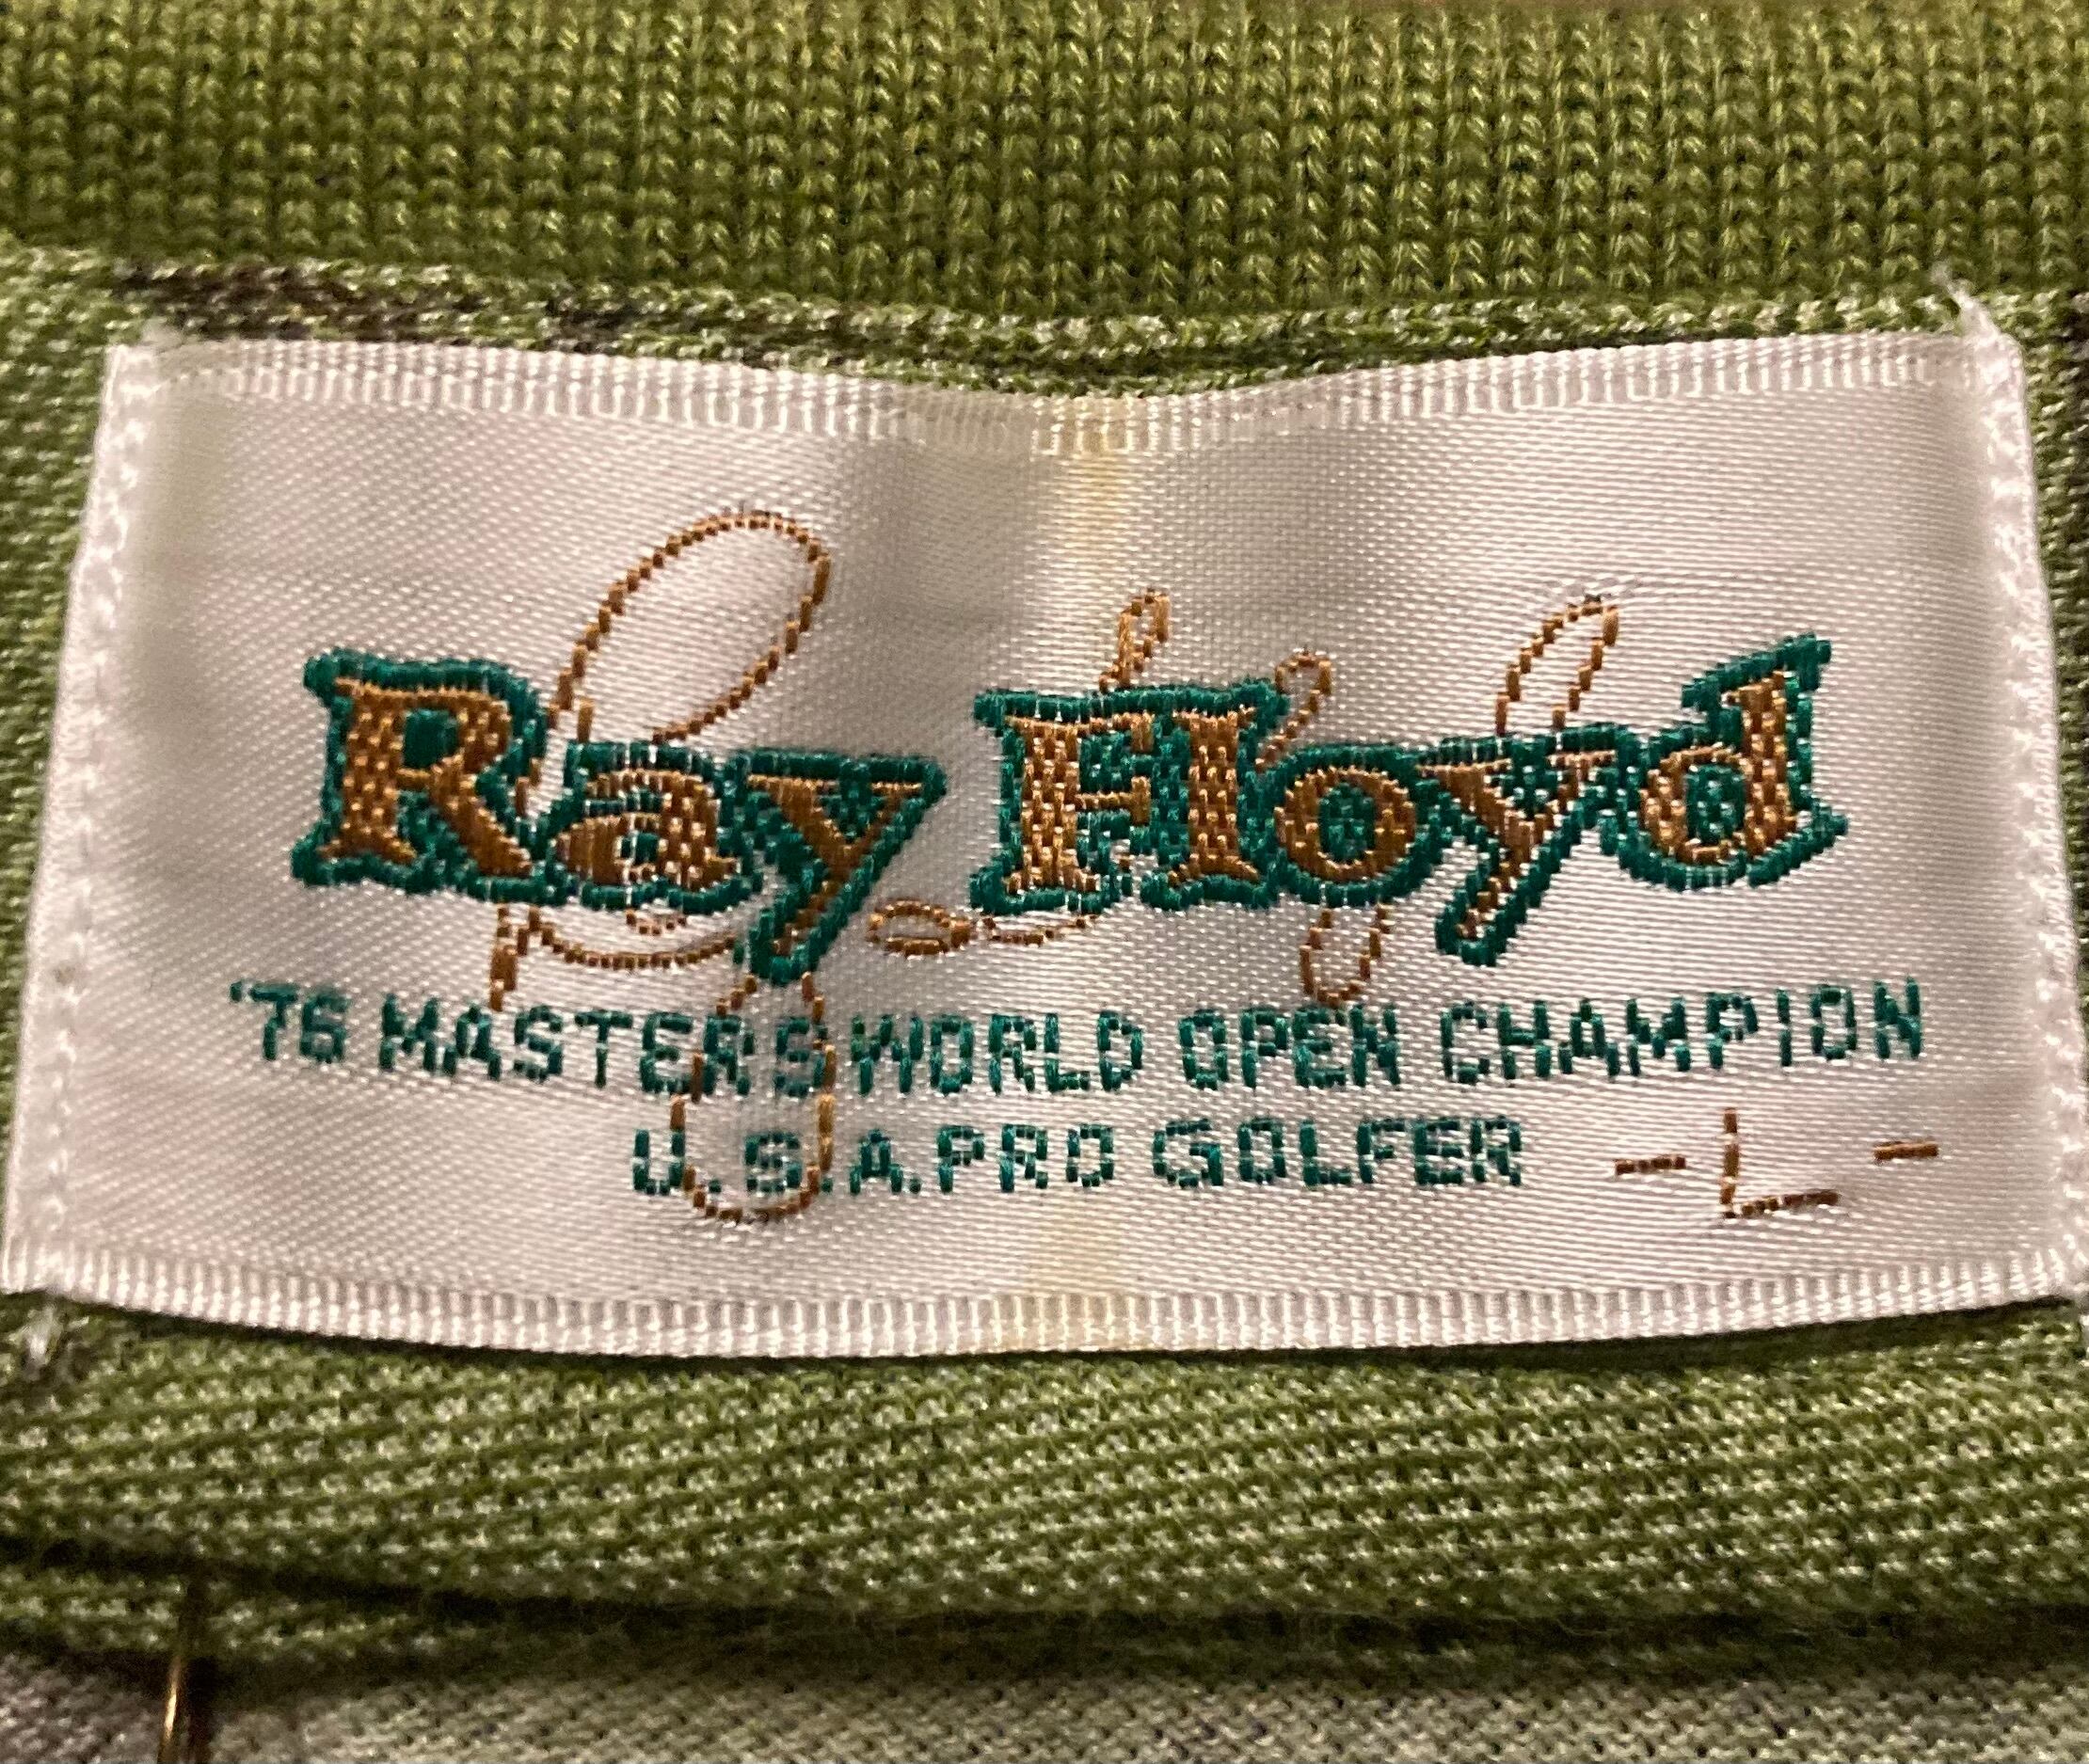 Ray Floyd
'76 MASTERS WORLD OPEN CHAMPION
U.S.A. PRO GOLFER -L-